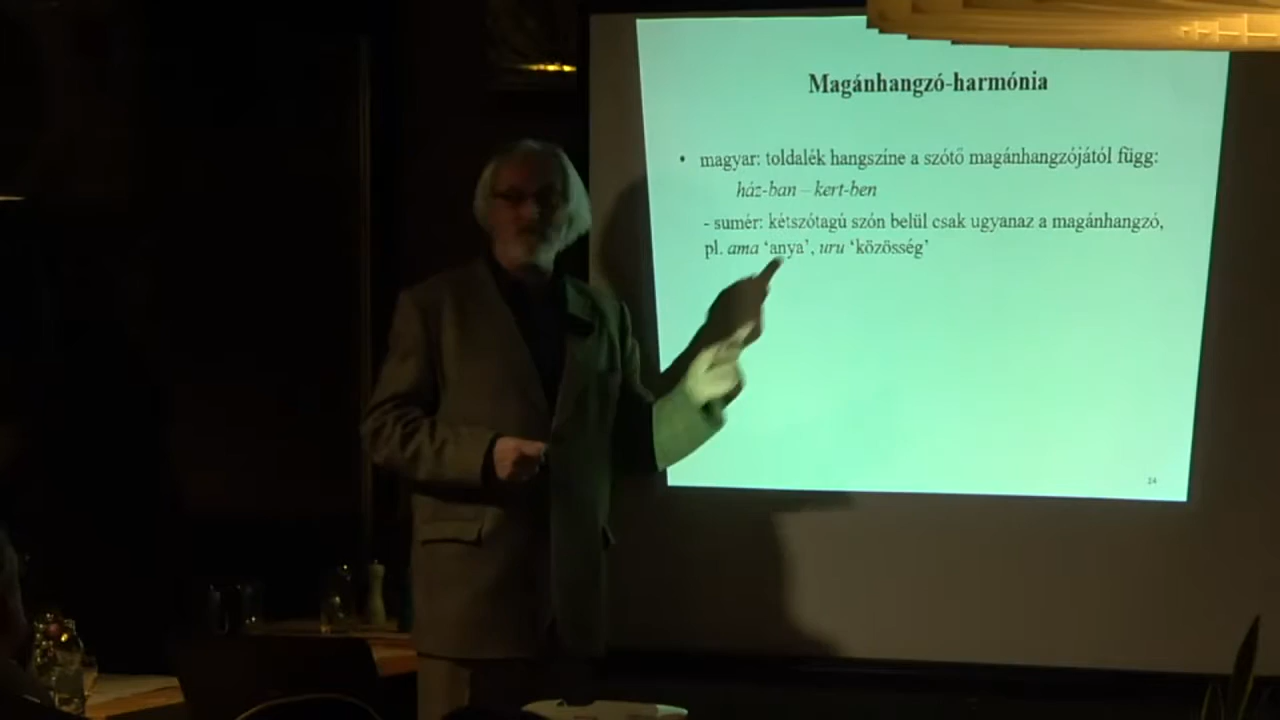 Magánhangzó-harmónia
• magyar: toldalék hangszíne a szótő magánhangzójától függ:
ház-ban – kert-ben
- sumér: kétszótagú szón belül csak ugyanaz a magánhangzó,
pl. ama ‘anya’, uru ‘közösség’
24